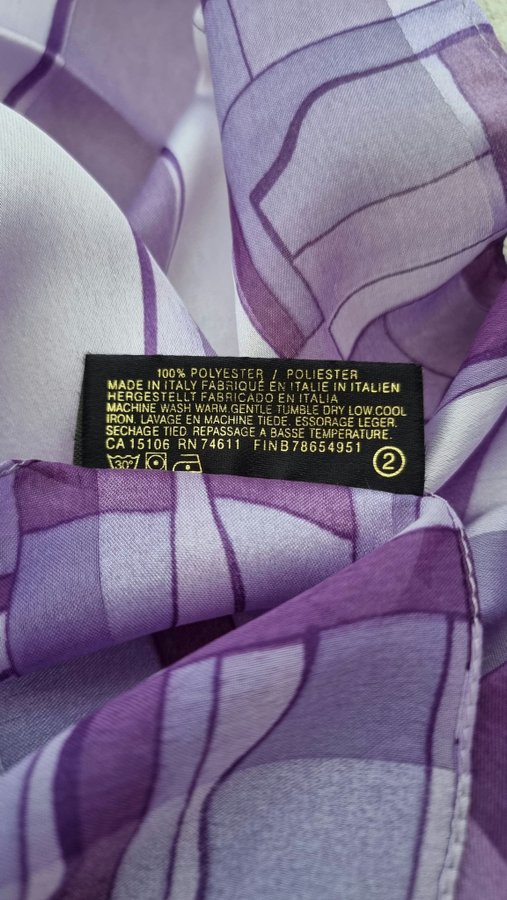 100% POLYESTER / POLIESTER
MADE IN ITALY FABRIQUÉ EN ITALIE IN ITALIEN
HERGESTELLT FABRICADO EN ITALIA
MACHINE WASH WARM.GENTLE TUMBLE DRY LOW COOL
IRON. LAVAGE EN MACHINE TIEDE. ESSORAGE LEGER.
SECHAGE TIED. REPASSAGE A BASSE TEMPERATURE.
CA 15106 RN 74611 FINB78654951
2
30°